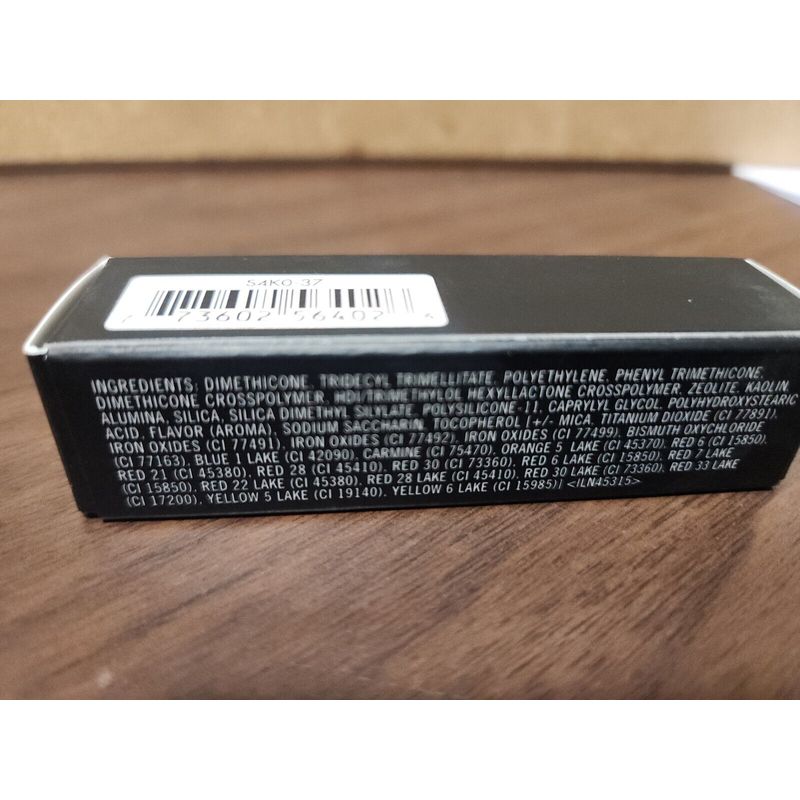 S4K0-37
7 73602 56402 4
INGREDIENTS: DIMETHICONE, TRIDECYL TRIMELLITATE, POLYETHYLENE, PHENYL TRIMETHICONE,
DIMETHICONE CROSSPOLYMER, HDI/TRIMETHYLOL HEXYLLACTONE CROSSPOLYMER, ZEOLITE, KAOLIN,
ALUMINA, SILICA, SILICA DIMETHYL SILYLATE, POLYSILICONE-11, CAPRYLYL GLYCOL, POLYHYDROXYSTEARIC
ACID, FLAVOR (AROMA), SODIUM SACCHARIN, TOCOPHEROL [+/- MICA, TITANIUM DIOXIDE (CI 77891),
IRON OXIDES (CI 77491), IRON OXIDES (CI 77492), IRON OXIDES (CI 77499), BISMUTH OXYCHLORIDE
(CI 77163), BLUE 1 LAKE (CI 42090), CARMINE (CI 75470), ORANGE 5 LAKE (CI 45370), RED 6 (CI 15850),
RED 21 (CI 45380), RED 28 (CI 45410), RED 30 (CI 73360), RED 6 LAKE (CI 15850), RED 7 LAKE
(CI 15850), RED 22 LAKE (CI 45380), RED 28 LAKE (CI 45410), RED 30 LAKE (CI 73360), RED 33 LAKE
(CI 17200), YELLOW 5 LAKE (CI 19140), YELLOW 6 LAKE (CI 15985)] <ILN45315>